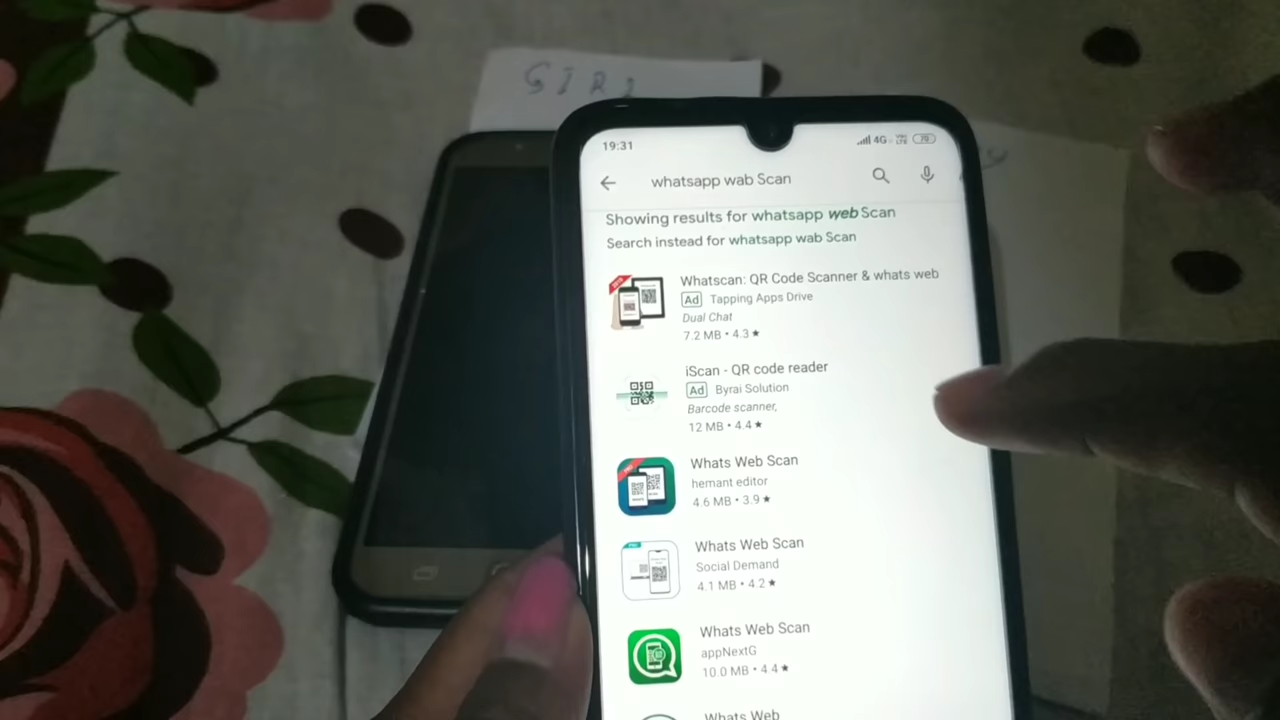 SIR2
19:31
4G Vo LTE 70
whatsapp wab Scan
Showing results for whatsapp web Scan
Search instead for whatsapp wab Scan
Whatscan: QR Code Scanner & whats web
Ad Tapping Apps Drive
Dual Chat
7.2 MB • 4.3 ★
iScan - QR code reader
Ad Byrai Solution
Barcode scanner,
12 MB • 4.4 ★
Whats Web Scan
hemant editor
4.6 MB • 3.9 ★
Whats Web Scan
Social Demand
4.1 MB • 4.2 ★
Whats Web Scan
appNextG
10.0 MB • 4.4 ★
Whats Web